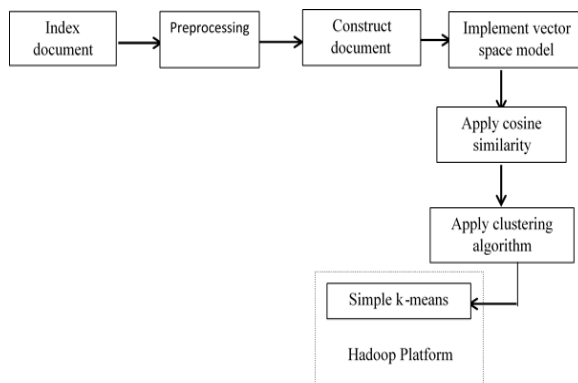 Index
document
Preprocessing
Construct
document
Implement vector
space model
Apply cosine
similarity
Apply clustering
algorithm
Simple k-means
Hadoop Platform